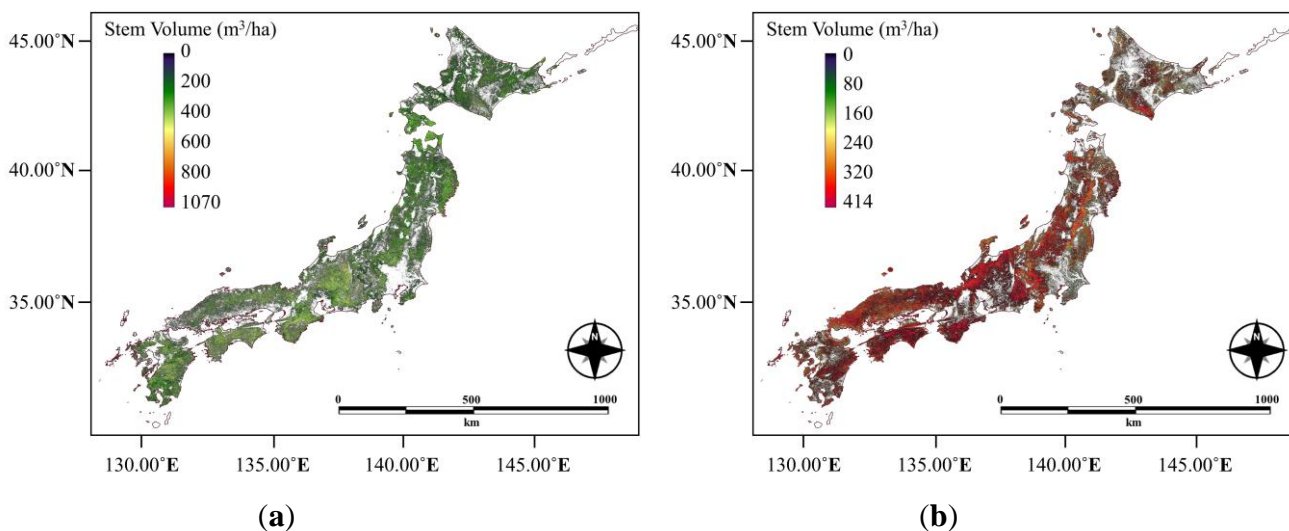 Stem Volume (m³/ha)
0
200
400
600
800
1070
45.00°N
40.00°N
35.00°N
0
500
1000
km
130.00°E
135.00°E
140.00°E
145.00°E
(a)
Stem Volume (m³/ha)
0
80
160
240
320
414
45.00°N
40.00°N
35.00°N
0
500
1000
km
130.00°E
135.00°E
140.00°E
145.00°E
(b)